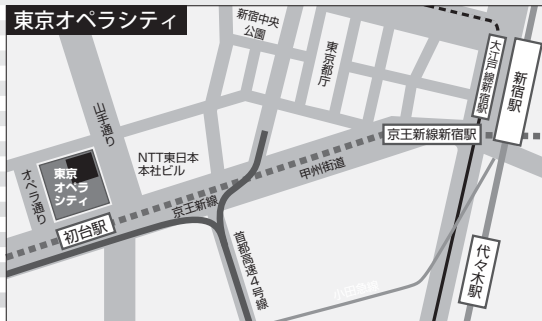 東京オペラシティ
新宿中央
公園
東京都庁
大江戸線新宿駅
新宿駅
山手通り
京王新線新宿駅
NTT東日本
本社ビル
甲州街道
東京
オペラ
シティ
オペラ通り
京王新線
初台駅
首都高速4号線
小田急線
代々木駅